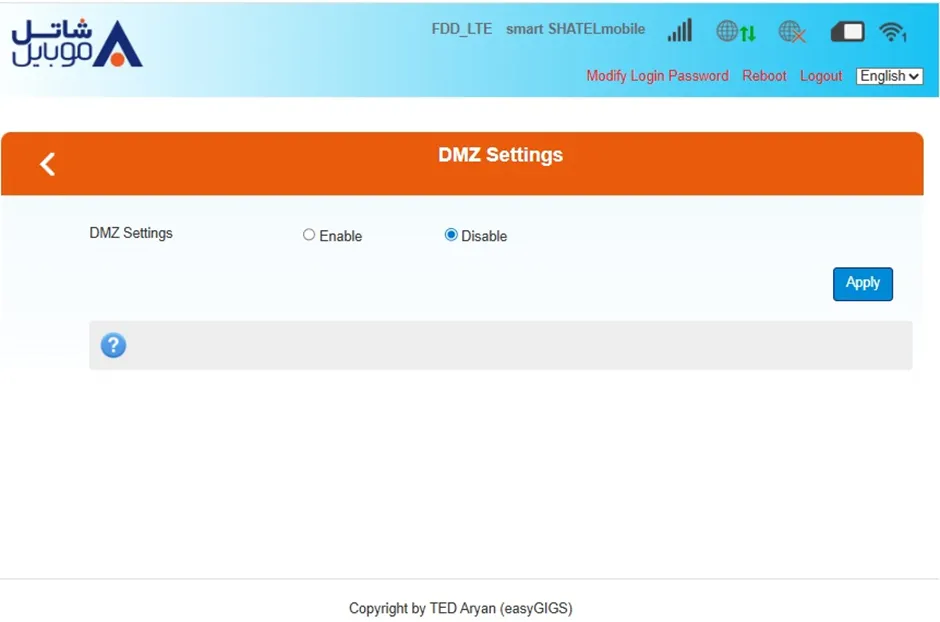 شاتل
موبایل
FDD_LTE smart SHATELmobile
1
Modify Login Password Reboot Logout English
DMZ Settings
DMZ Settings Enable Disable
Apply
?
Copyright by TED Aryan (easyGIGS)